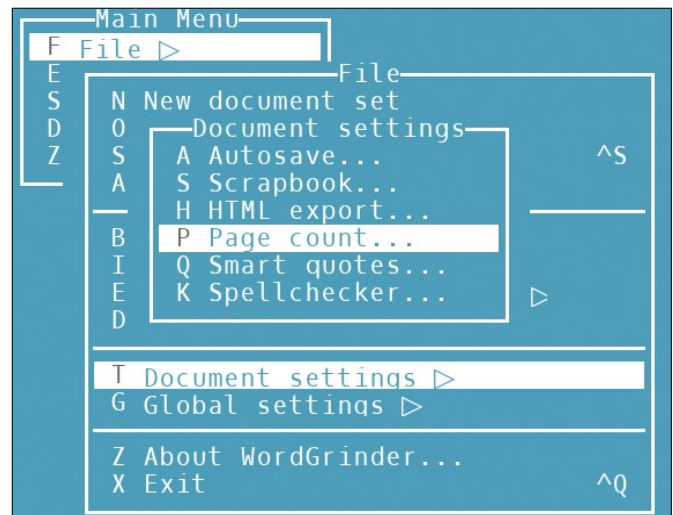 Main Menu
F File ▷
E File
S N New document set
D O Document settings
Z S A Autosave... ^S
A S Scrapbook...
H HTML export...
B P Page count...
I Q Smart quotes...
E K Spellchecker... ▷
D
T Document settings ▷
G Global settings ▷
Z About WordGrinder...
X Exit ^Q